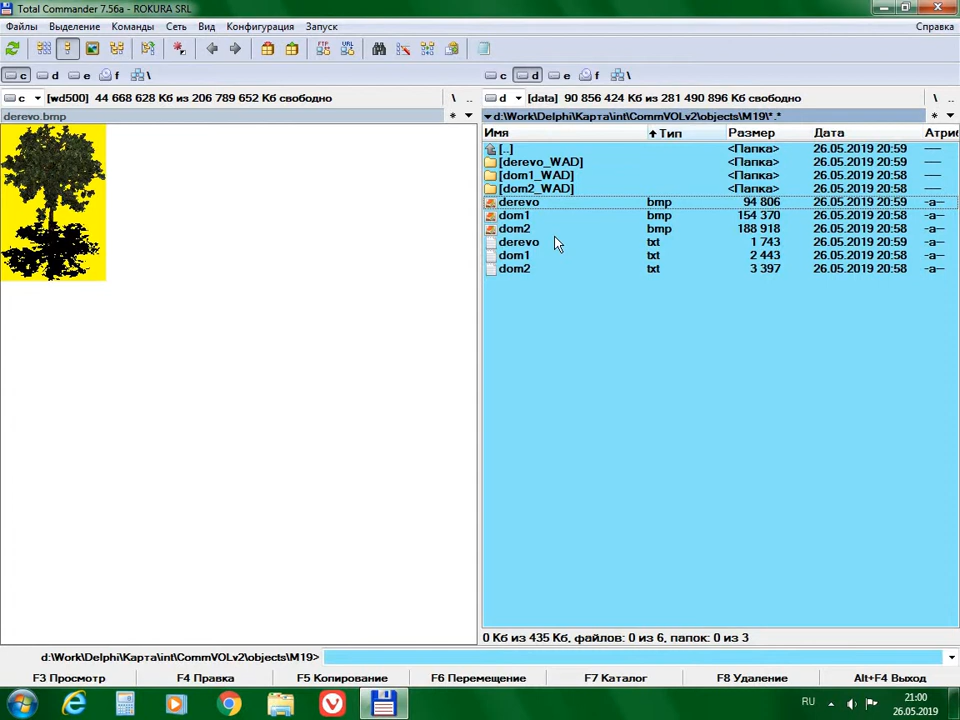 Total Commander 7.56a - ROKURA SRL
Файлы Выделение Команды Сеть Вид Конфигурация Запуск Справка
FTP URL
c d e f \ c d e f \
c [wd500] 44 668 628 Кб из 206 789 652 Кб свободно \ .. d [data] 90 856 424 Кб из 281 490 896 Кб свободно \ ..
derevo.bmp * d:\Work\Delphi\Карта\int\CommVOLv2\objects\M19\*.* *
Имя Тип Размер Дата Атриб
[..] <Папка> 26.05.2019 20:59 ----
[derevo_WAD] <Папка> 26.05.2019 20:59 ----
[dom1_WAD] <Папка> 26.05.2019 20:58 ----
[dom2_WAD] <Папка> 26.05.2019 20:58 ----
derevo bmp 94 806 26.05.2019 20:59 -a--
dom1 bmp 154 370 26.05.2019 20:58 -a--
dom2 bmp 188 918 26.05.2019 20:58 -a--
derevo txt 1 743 26.05.2019 20:59 -a--
dom1 txt 2 443 26.05.2019 20:58 -a--
dom2 txt 3 397 26.05.2019 20:58 -a--
0 Кб из 435 Кб, файлов: 0 из 6, папок: 0 из 3
d:\Work\Delphi\Карта\int\CommVOLv2\objects\M19>
F3 Просмотр F4 Правка F5 Копирование F6 Перемещение F7 Каталог F8 Удаление Alt+F4 Выход
RU 21:00
26.05.2019